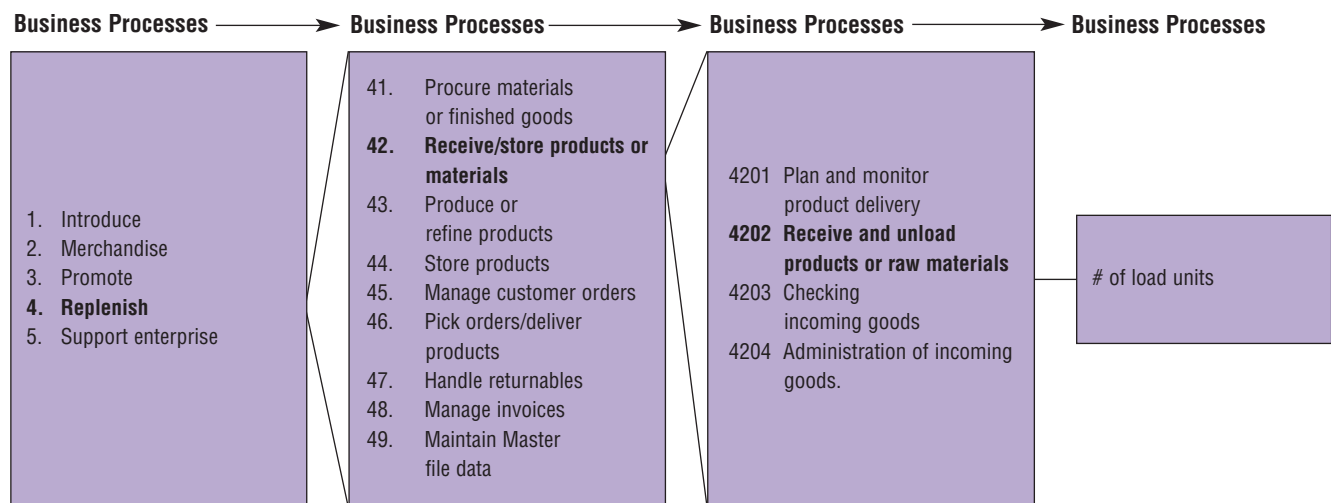 Business Processes
Business Processes
Business Processes
Business Processes
1. Introduce
2. Merchandise
3. Promote
4. Replenish
5. Support enterprise
41. Procure materials
or finished goods
42. Receive/store products or
materials
43. Produce or
refine products
44. Store products
45. Manage customer orders
46. Pick orders/deliver
products
47. Handle returnables
48. Manage invoices
49. Maintain Master
file data
4201 Plan and monitor
product delivery
4202 Receive and unload
products or raw materials
4203 Checking
incoming goods
4204 Administration of incoming
goods.
# of load units